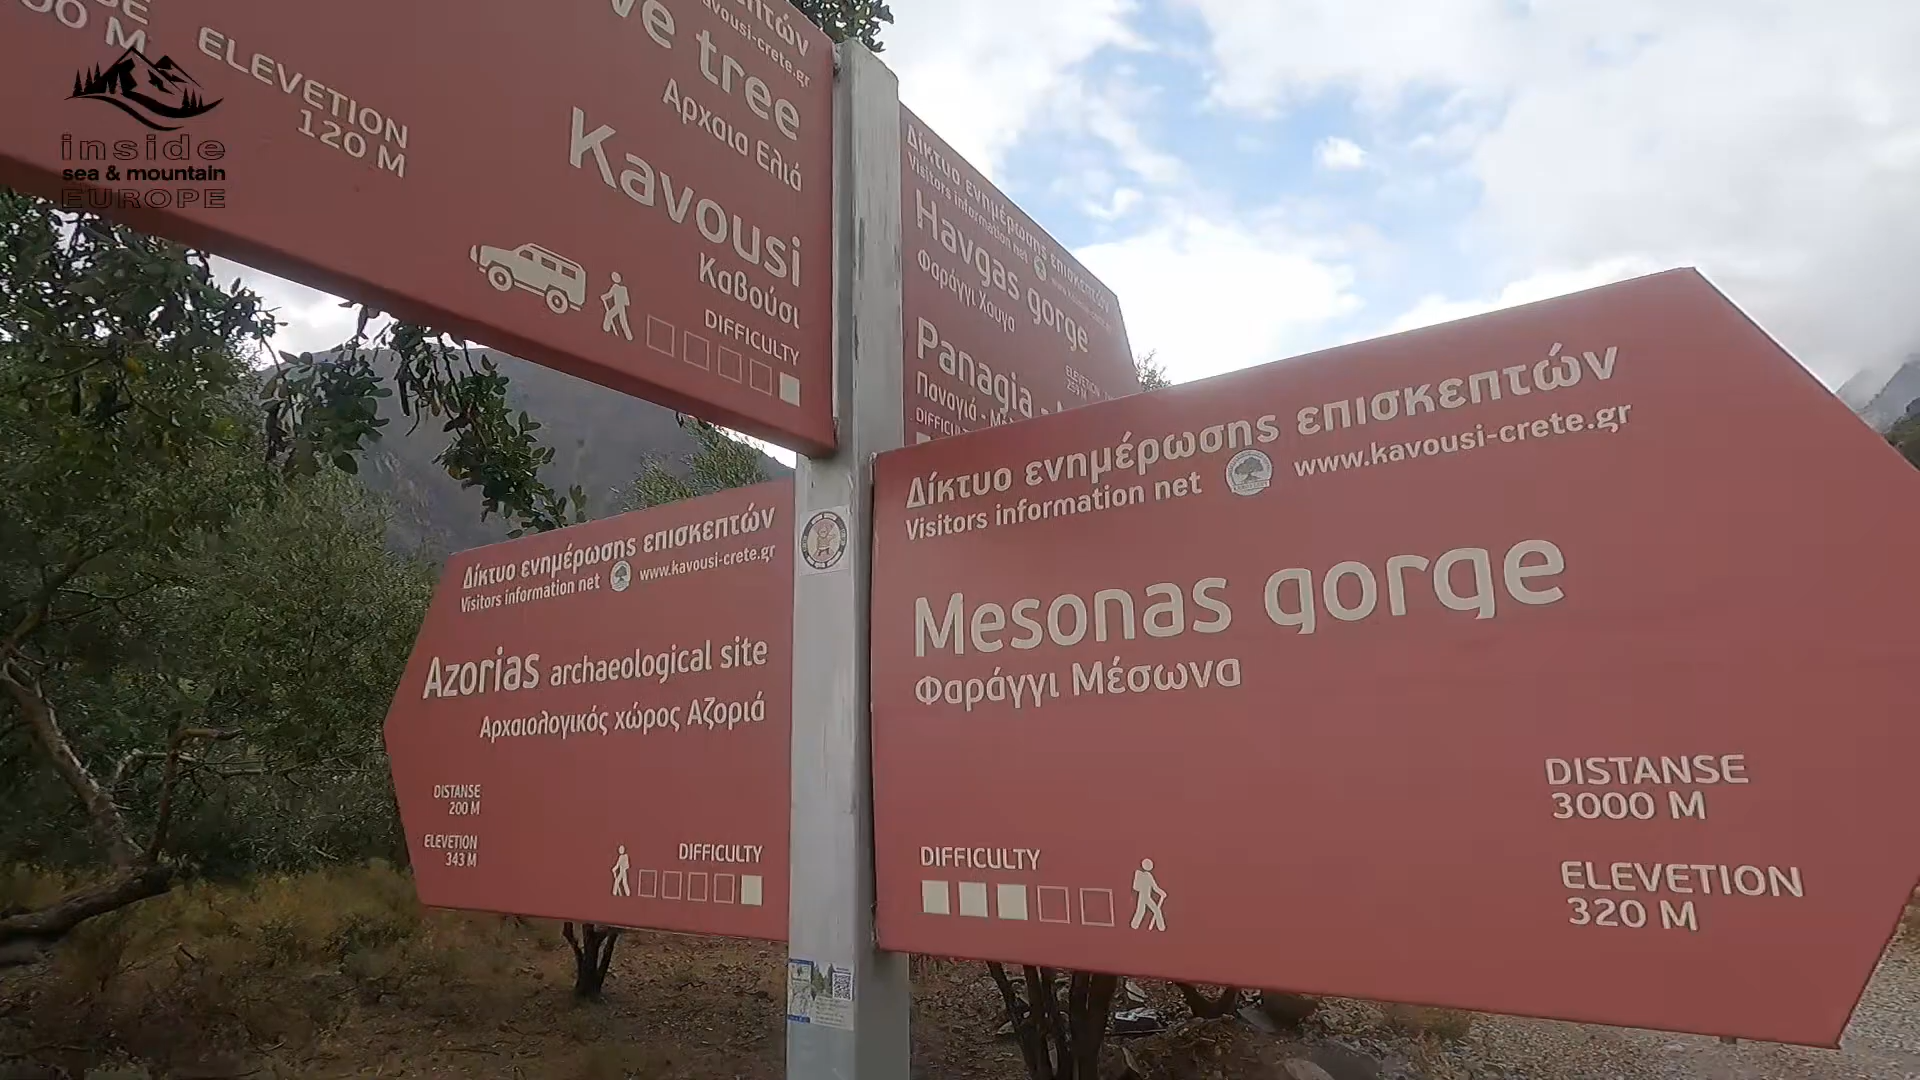 inside
sea & mountain
EUROPE
ELEVETION
120 M
tree
Αρχαια Ελιά
Kavousi
Καβούσι
DIFFICULTY
Δίκτυο ενημέρωσης επισκεπτών
Visitors information net
Havgas gorge
Φαράγγι Χαυγα
Panagia -
Παναγιά -
Δίκτυο ενημέρωσης επισκεπτών
Visitors information net www.kavousi-crete.gr
Azorias archaeological site
Αρχαιολογικός χώρος Αζοριά
DISTANSE
200 M
ELEVETION
343 M
DIFFICULTY
Δίκτυο ενημέρωσης επισκεπτών
Visitors information net www.kavousi-crete.gr
Mesonas gorge
Φαράγγι Μέσωνα
DISTANSE
3000 M
DIFFICULTY
ELEVETION
320 M